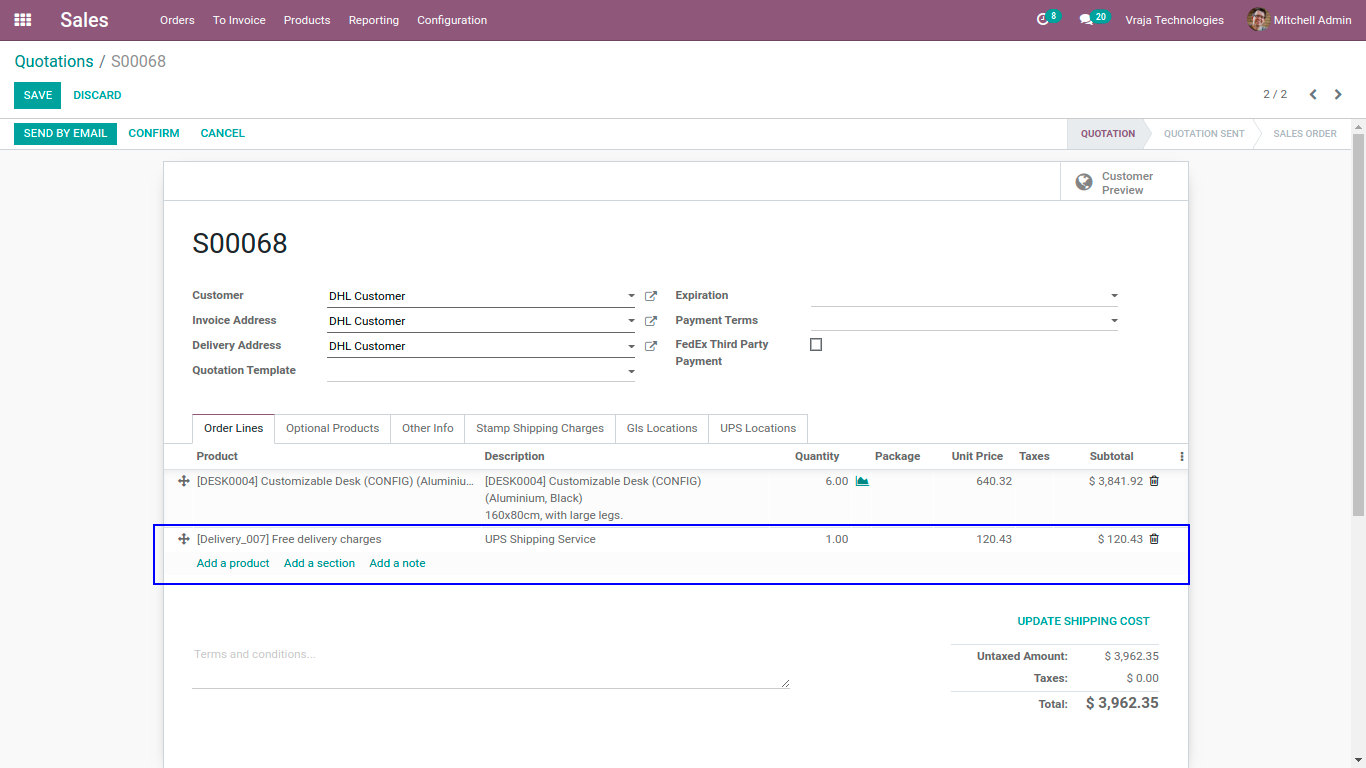 Sales Orders To Invoice Products Reporting Configuration 8 20 Vraja Technologies Mitchell Admin
Quotations / S00068
SAVE DISCARD 2 / 2
SEND BY EMAIL CONFIRM CANCEL QUOTATION QUOTATION SENT SALES ORDER
Customer
Preview
S00068
Customer DHL Customer Expiration
Invoice Address DHL Customer Payment Terms
Delivery Address DHL Customer FedEx Third Party
Payment
Quotation Template
Order Lines Optional Products Other Info Stamp Shipping Charges Gls Locations UPS Locations
Product Description Quantity Package Unit Price Taxes Subtotal
[DESK0004] Customizable Desk (CONFIG) (Aluminiu... [DESK0004] Customizable Desk (CONFIG) 6.00 640.32 $ 3,841.92
(Aluminium, Black)
160x80cm, with large legs.
[Delivery_007] Free delivery charges UPS Shipping Service 1.00 120.43 $ 120.43
Add a product Add a section Add a note
UPDATE SHIPPING COST
Terms and conditions...
Untaxed Amount: $ 3,962.35
Taxes: $ 0.00
Total: $ 3,962.35